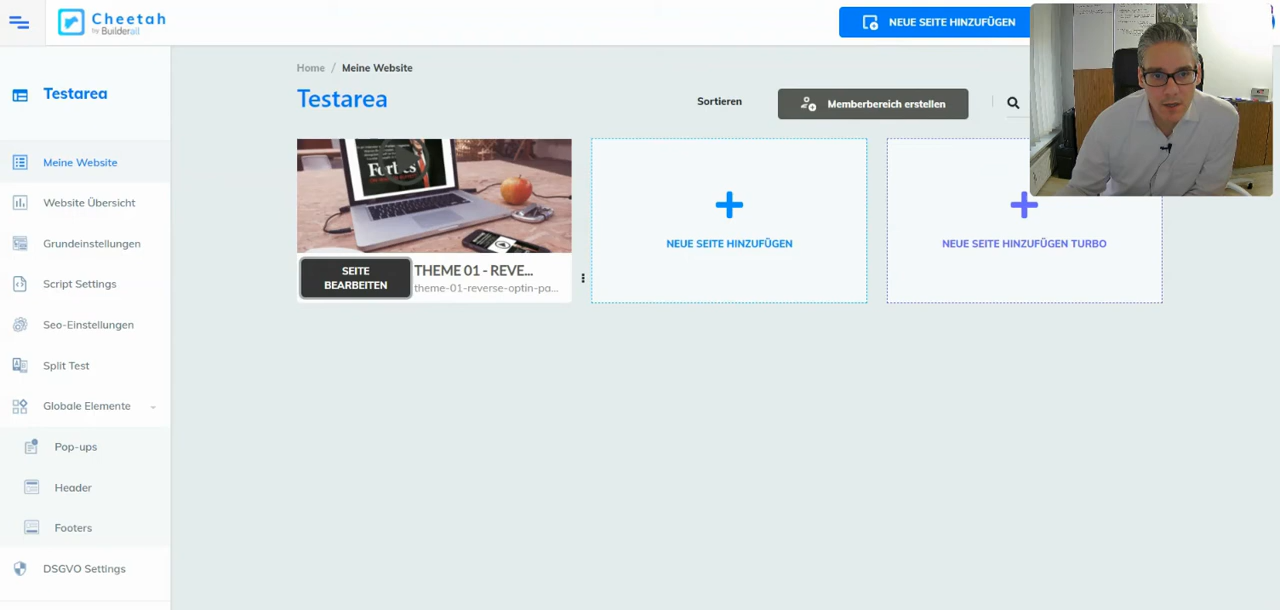 Cheetah
by Builderall
NEUE SEITE HINZUFÜGEN
Testarea
Home / Meine Website
Testarea
Sortieren
Memberbereich erstellen
Meine Website
Website Übersicht
Grundeinstellungen
Script Settings
Seo-Einstellungen
Split Test
Globale Elemente
Pop-ups
Header
Footers
DSGVO Settings
Forbes
SEITE
BEARBEITEN
THEME 01 - REVE...
theme-01-reverse-optin-pa...
NEUE SEITE HINZUFÜGEN
NEUE SEITE HINZUFÜGEN TURBO